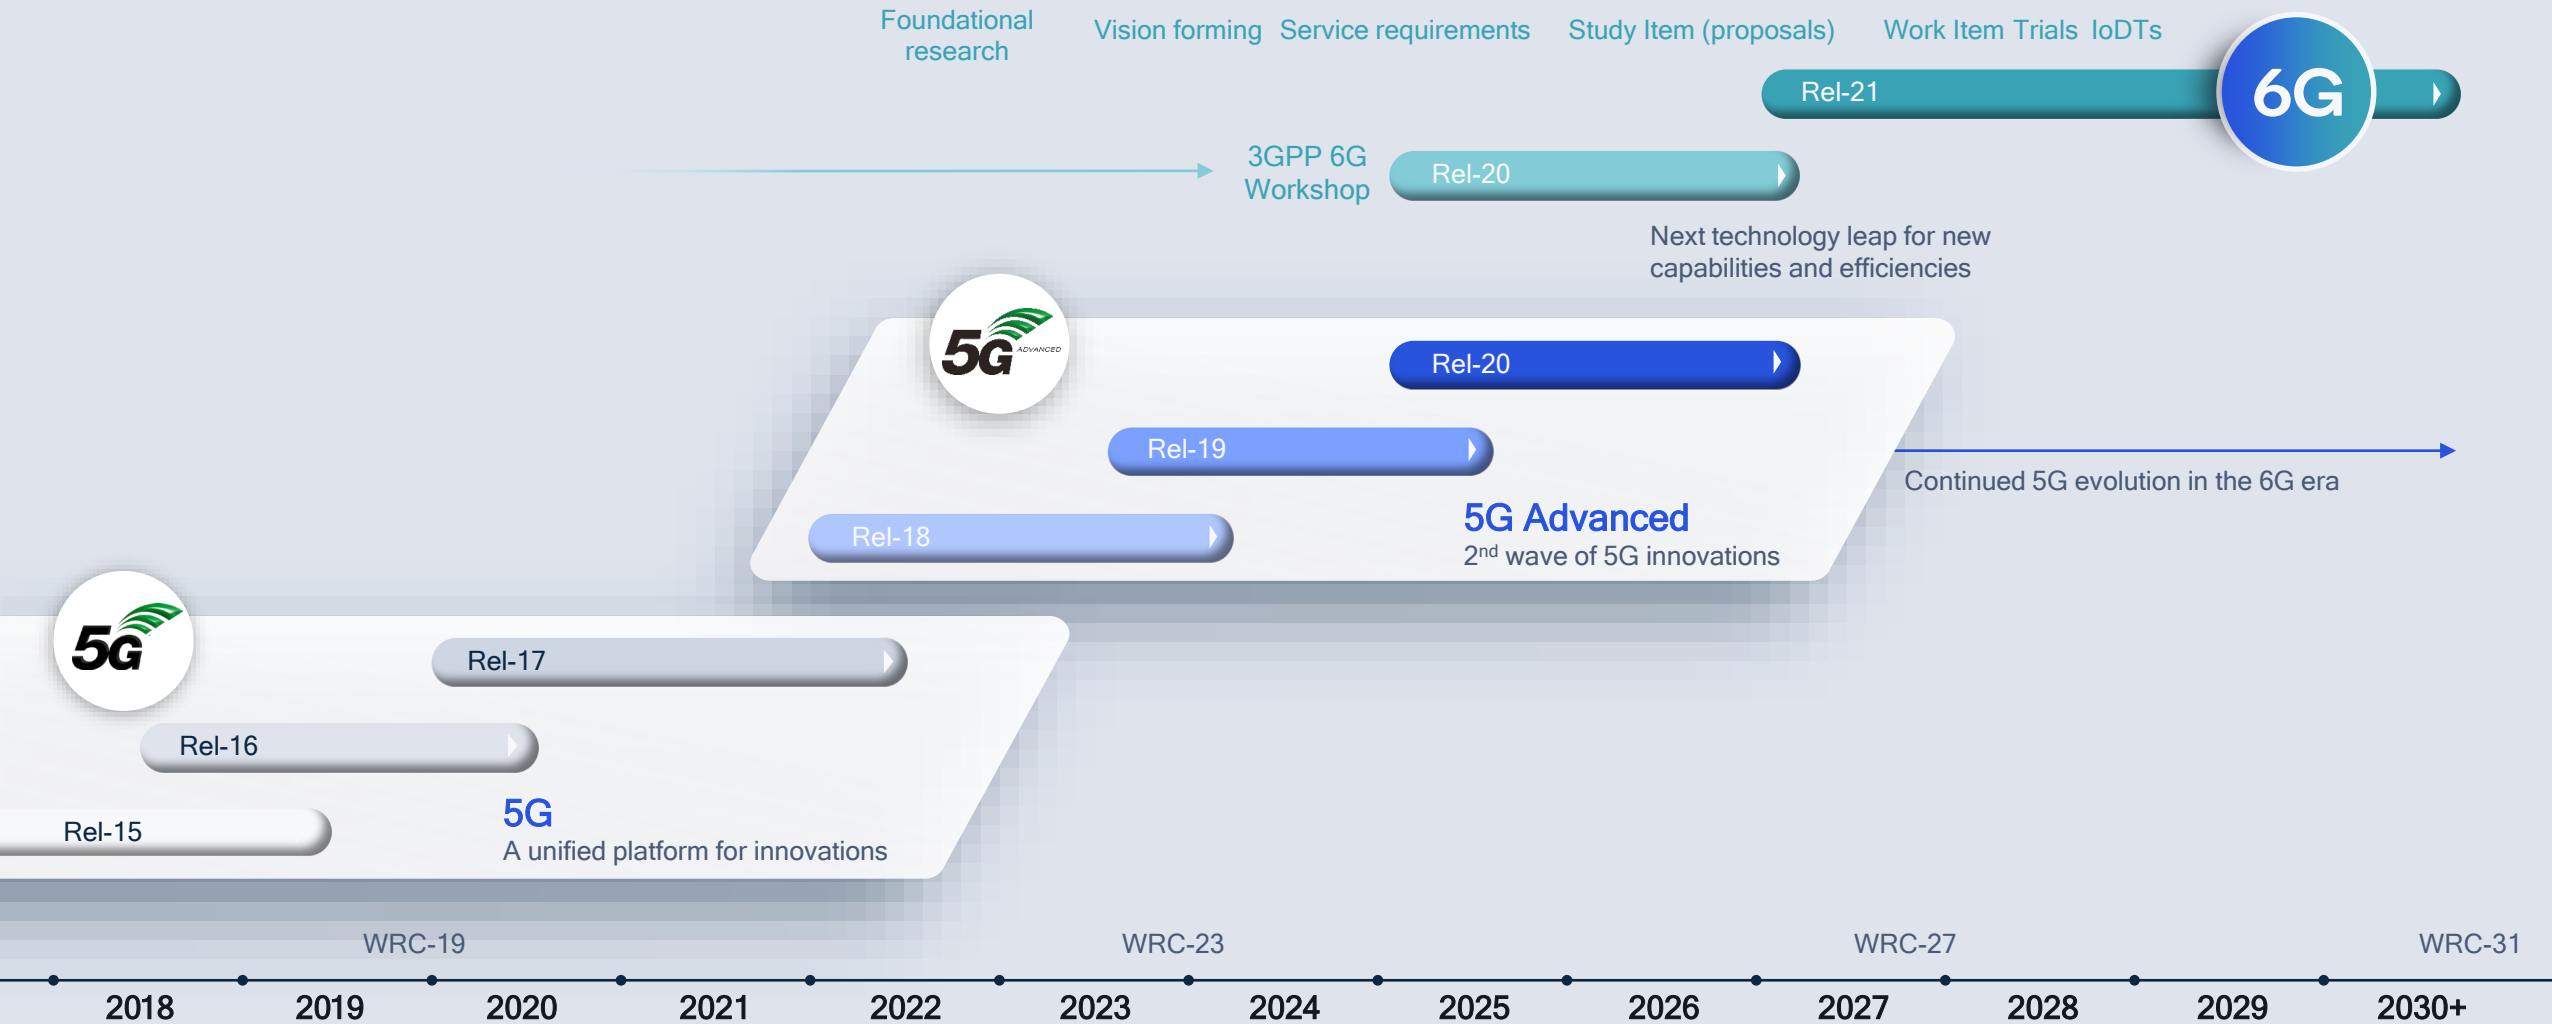 Foundational
research
Vision forming
Service requirements
Study Item (proposals)
Work Item Trials IoDTs
Rel-21
6G
3GPP 6G
Workshop
Rel-20
Next technology leap for new
capabilities and efficiencies
5G ADVANCED
Rel-20
Rel-19
Continued 5G evolution in the 6G era
Rel-18
5G Advanced
2nd wave of 5G innovations
5G
Rel-17
Rel-16
Rel-15
5G
A unified platform for innovations
WRC-19
WRC-23
WRC-27
WRC-31
2018 2019 2020 2021 2022 2023 2024 2025 2026 2027 2028 2029 2030+